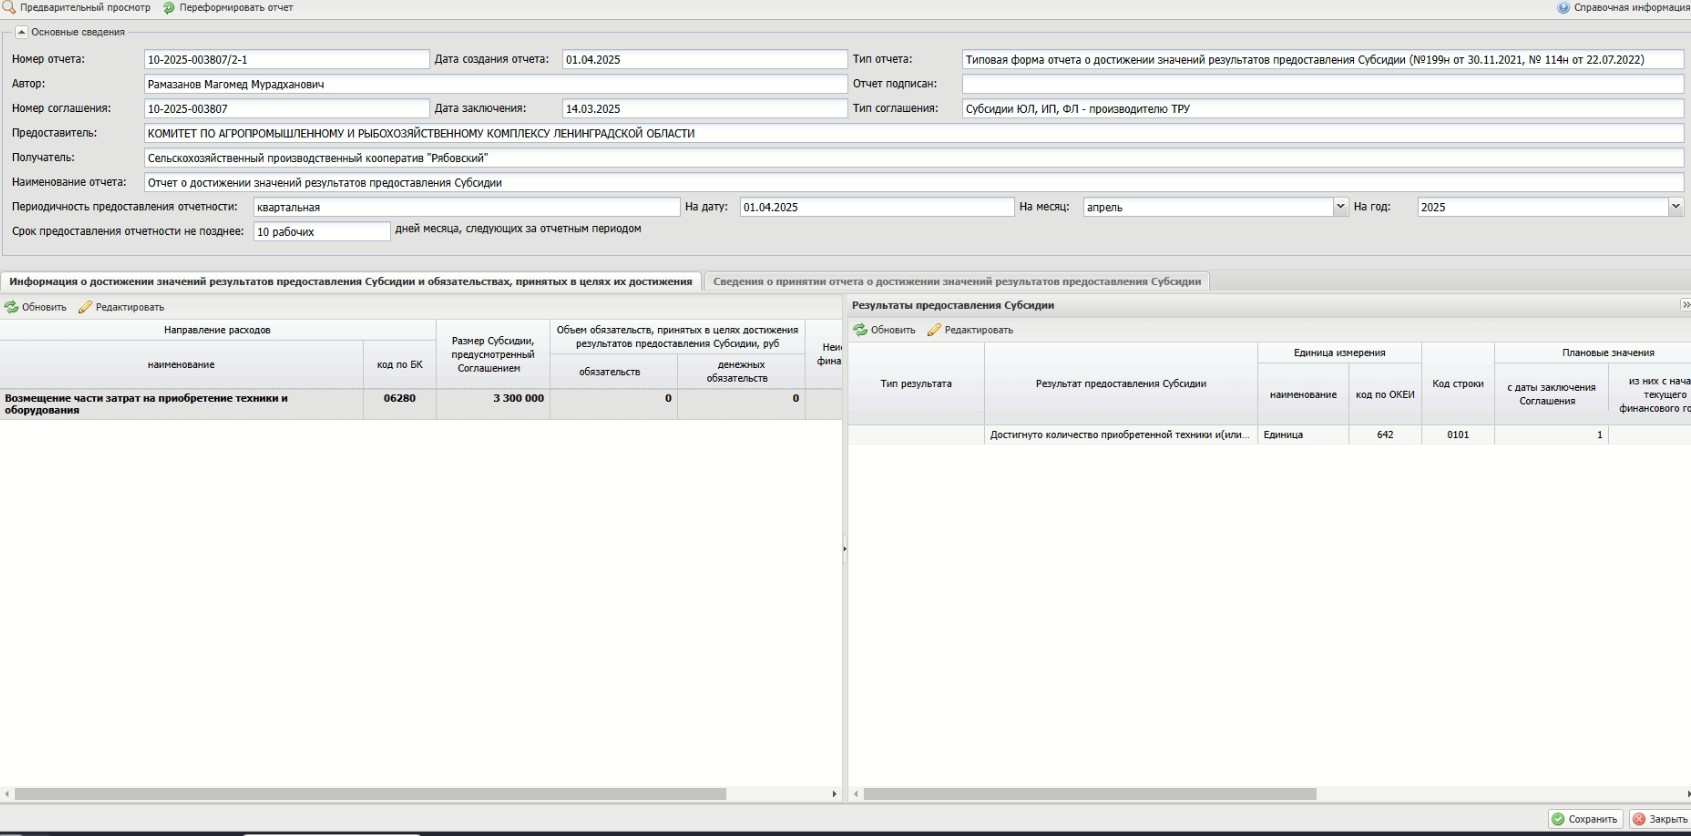 Предварительный просмотр Переформировать отчет Справочная информация
Основные сведения
Номер отчета: 10-2025-003807/2-1 Дата создания отчета: 01.04.2025 Тип отчета: Типовая форма отчета о достижении значений результатов предоставления Субсидии (№199н от 30.11.2021, № 114н от 22.07.2022)
Автор: Рамазанов Магомед Мурадханович Отчет подписан:
Номер соглашения: 10-2025-003807 Дата заключения: 14.03.2025 Тип соглашения: Субсидии ЮЛ, ИП, ФЛ - производителю ТРУ
Предоставитель: КОМИТЕТ ПО АГРОПРОМЫШЛЕННОМУ И РЫБОХОЗЯЙСТВЕННОМУ КОМПЛЕКСУ ЛЕНИНГРАДСКОЙ ОБЛАСТИ
Получатель: Сельскохозяйственный производственный кооператив "Рябовский"
Наименование отчета: Отчет о достижении значений результатов предоставления Субсидии
Периодичность предоставления отчетности: квартальная На дату: 01.04.2025 На месяц: апрель На год: 2025
Срок предоставления отчетности не позднее: 10 рабочих дней месяца, следующих за отчетным периодом
Информация о достижении значений результатов предоставления Субсидии и обязательствах, принятых в целях их достижения Сведения о принятии отчета о достижении значений результатов предоставления Субсидии
Обновить Редактировать
Направление расходов
наименование
код по БК
Размер Субсидии,
предусмотренный
Соглашением
Объем обязательств, принятых в целях достижения
результатов предоставления Субсидии, руб
обязательств
денежных
обязательств
Неи
фина
Возмещение части затрат на приобретение техники и
оборудования
06280 3 300 000 0 0
Результаты предоставления Субсидии
Обновить Редактировать
Тип результата
Результат предоставления Субсидии
Единица измерения
наименование
код по ОКЕИ
Код строки
Плановые значения
с даты заключения
Соглашения
из них с нача
текущего
финансового го
Достигнуто количество приобретенной техники и(или... Единица 642 0101 1
Сохранить Закрыть